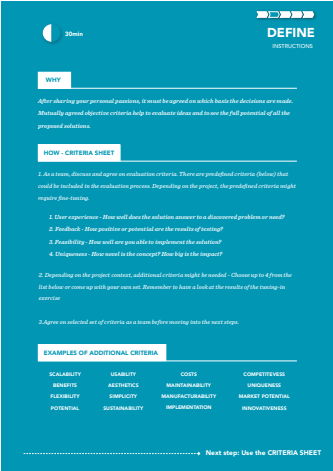 30min
DEFINE
INSTRUCTIONS
WHY
After sharing your personal passions, it must be agreed on which basis the decisions are made.
Mutually agreed objective criteria help to evaluate ideas and to see the full potential of all the
proposed solutions.
HOW - CRITERIA SHEET
1. As a team, discuss and agree on evaluation criteria. There are predefined criteria (below) that
could be included in the evaluation process. Depending on the project, the predefined criteria might
require fine-tuning.
1. User experience - How well does the solution answer to a discovered problem or need?
2. Feedback - How positive or potential are the results of testing?
3. Feasibility - How well are you able to implement the solution?
4. Uniqueness - How novel is the concept? How big is the impact?
2. Depending on the project context, additional criteria might be needed - Choose up to 4 from the
list below or come up with your own set. Remember to have a look at the results of the tuning-in
exercise
3.Agree on selected set of criteria as a team before moving into the next steps.
EXAMPLES OF ADDITIONAL CRITERIA
SCALABILITY USABILITY COSTS COMPETITEVESS
BENEFITS AESTHETICS MAINTAINABILITY UNIQUENESS
FLEXIBILITY SIMPLICITY MANUFACTURABILITY MARKET POTENTIAL
POTENTIAL SUSTAINABILITY IMPLEMENTATION INNOVATIVENESS
Next step: Use the CRITERIA SHEET